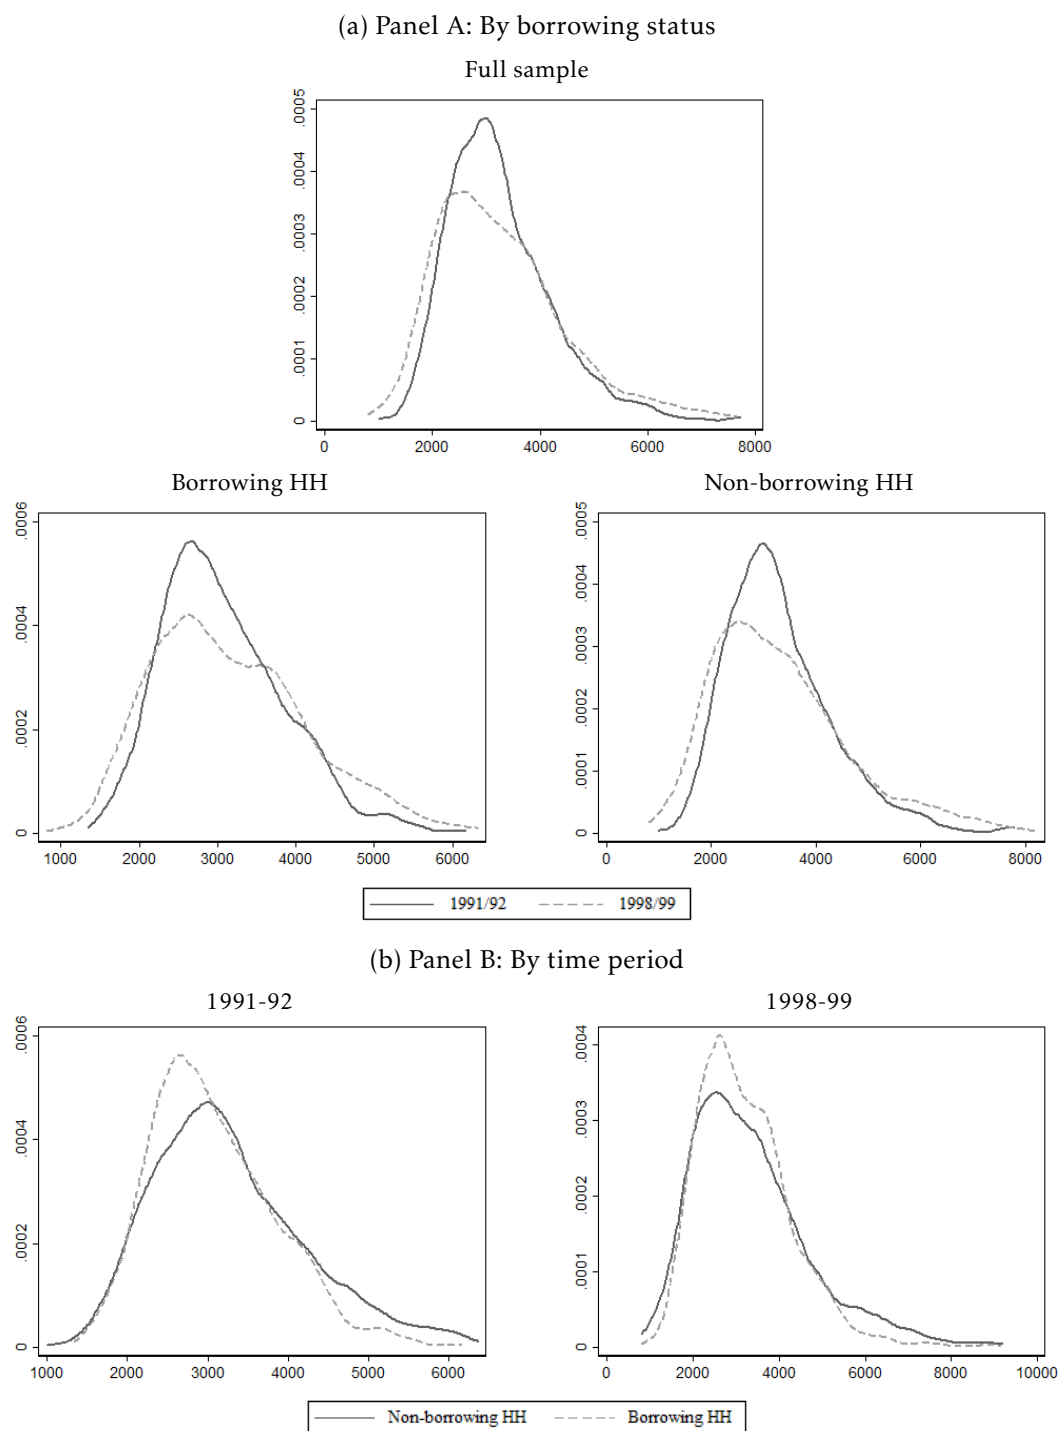 (a) Panel A: By borrowing status
Full sample
.0005
.0004
.0003
.0002
.0001
0
0 2000 4000 6000 8000
Borrowing HH
.0006
.0004
.0002
0
1000 2000 3000 4000 5000 6000
Non-borrowing HH
.0005
.0004
.0003
.0002
.0001
0
0 2000 4000 6000 8000
1991/92 1998/99
(b) Panel B: By time period
1991-92
.0006
.0004
.0002
0
1000 2000 3000 4000 5000 6000
1998-99
.0004
.0003
.0002
.0001
0
0 2000 4000 6000 8000 10000
Non-borrowing HH Borrowing HH